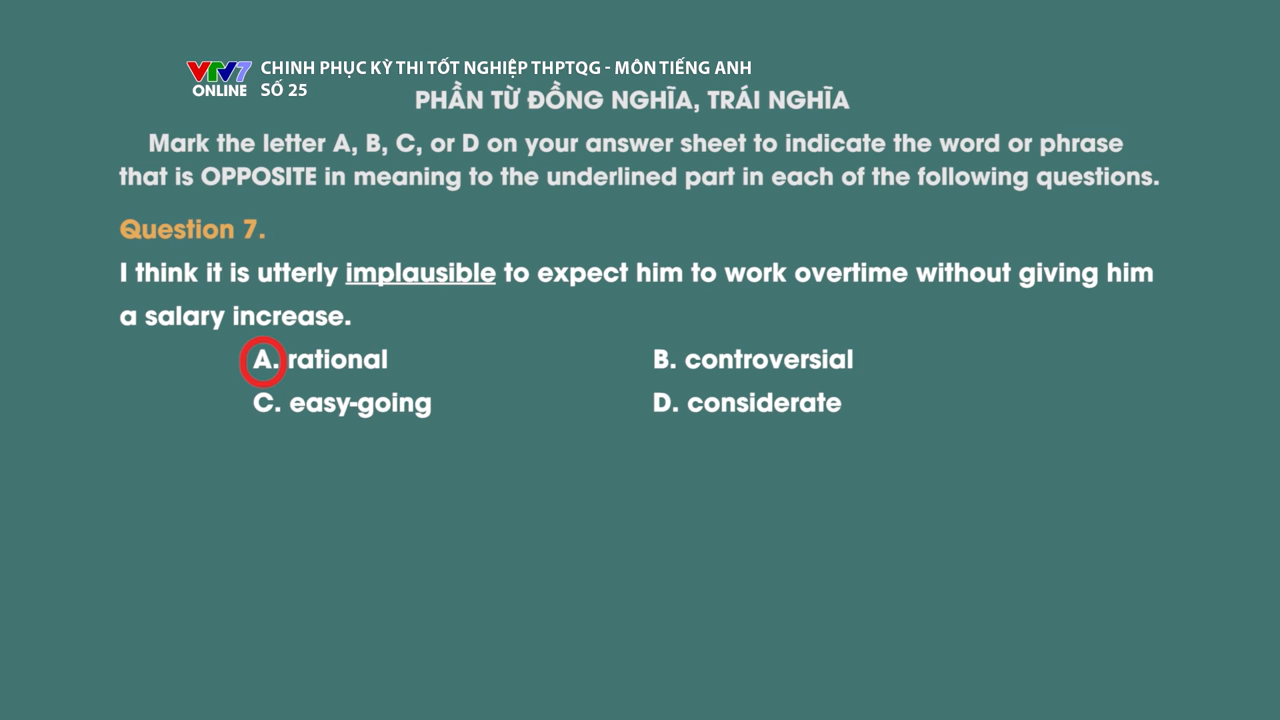 VTV7 CHINH PHỤC KỲ THI TỐT NGHIỆP THPTQG - MÔN TIẾNG ANH
ONLINE SỐ 25
PHẦN TỪ ĐỒNG NGHĨA, TRÁI NGHĨA
Mark the letter A, B, C, or D on your answer sheet to indicate the word or phrase
that is OPPOSITE in meaning to the underlined part in each of the following questions.
Question 7.
I think it is utterly implausible to expect him to work overtime without giving him
a salary increase.
A. rational B. controversial
C. easy-going D. considerate